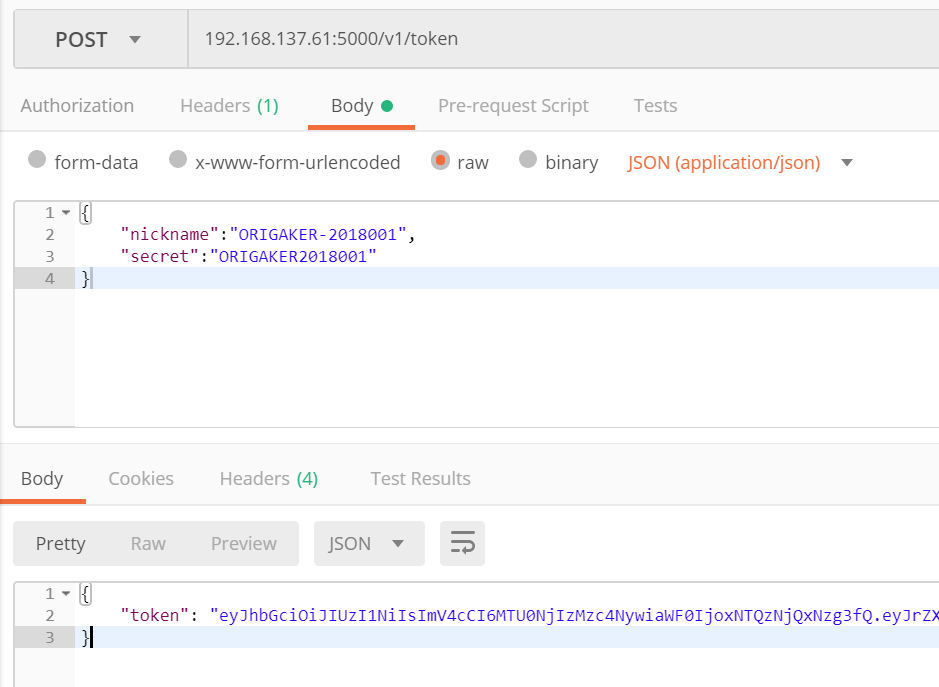 POST 192.168.137.61:5000/v1/token
Authorization Headers (1) Body Pre-request Script Tests
form-data x-www-form-urlencoded raw binary JSON (application/json)
1 {
2 "nickname":"ORIGAKER-2018001",
3 "secret":"ORIGAKER2018001"
4 }
Body Cookies Headers (4) Test Results
Pretty Raw Preview JSON
1 {
2 "token": "eyJhbGciOiJIUzI1NiIsImV4cCI6MTU0NjIzMzc4NywiaWF0IjoxNTQzNjQxNzg3fQ.eyJrZX
3 }